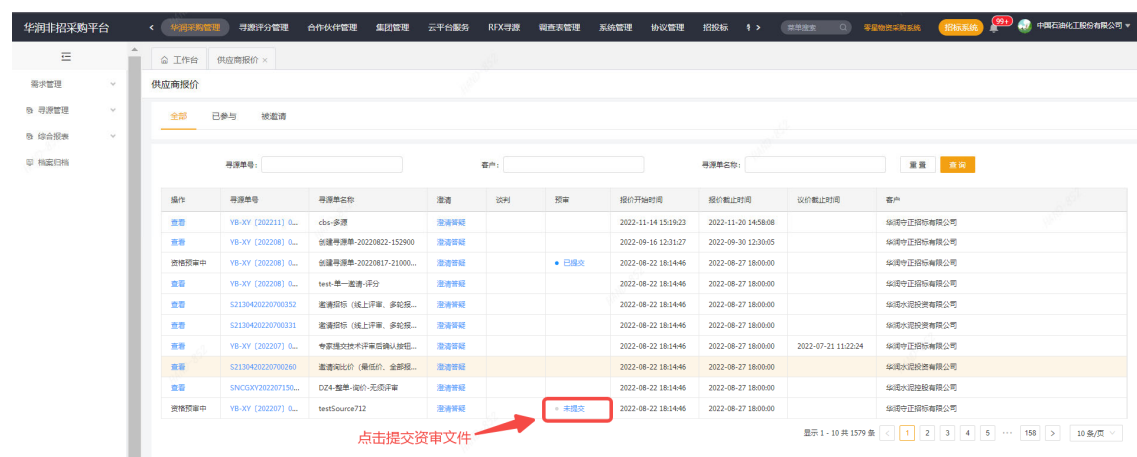 华润非招采购平台 华润采购管理 寻源评分管理 合作伙伴管理 集团管理 云平台服务 RFX寻源 调查表管理 系统管理 协议管理 招投标 菜单搜索 零星物资采购系统 招标系统 99+ 中国石油化工股份有限公司
工作台 供应商报价 ×
需求管理
寻源管理
综合报表
档案归档
供应商报价
全部 已参与 被邀请
寻源单号: 客户: 寻源单名称: 重置 查询
操作 寻源单号 寻源单名称 澄清 谈判 预审 报价开始时间 报价截止时间 议价截止时间 客户
查看 YB-XY [202211] 0... cbs-多源 澄清答疑 2022-11-14 15:19:23 2022-11-20 14:58:08 华润守正招标有限公司
查看 YB-XY [202208] 0... 创建寻源单-20220822-152900 澄清答疑 2022-09-16 12:31:27 2022-09-30 12:30:05 华润守正招标有限公司
资格预审中 YB-XY [202208] 0... 创建寻源单-20220817-21000... 澄清答疑 已提交 2022-08-22 18:14:46 2022-08-27 18:00:00 华润守正招标有限公司
查看 YB-XY [202208] 0... test-单一邀请-评分 澄清答疑 2022-08-22 18:14:46 2022-08-27 18:00:00 华润守正招标有限公司
查看 S2130420220700352 邀请招标（线上评审、多轮报... 澄清答疑 2022-08-22 18:14:46 2022-08-27 18:00:00 华润水泥投资有限公司
查看 S2130420220700331 邀请招标（线上评审、多轮报... 澄清答疑 2022-08-22 18:14:46 2022-08-27 18:00:00 华润水泥投资有限公司
查看 YB-XY [202207] 0... 专家提交技术评审后确认按钮... 澄清答疑 2022-08-22 18:14:46 2022-08-27 18:00:00 2022-07-21 11:22:24 华润守正招标有限公司
查看 S2130420220700260 邀请询比价（最低价、全部报... 澄清答疑 2022-08-22 18:14:46 2022-08-27 18:00:00 华润水泥投资有限公司
查看 SNCGXY202207150... DZ4-整单-询价-无须评审 澄清答疑 2022-08-22 18:14:46 2022-08-27 18:00:00 华润水泥控股有限公司
资格预审中 YB-XY [202207] 0... testSource712 澄清答疑 未提交 2022-08-22 18:14:46 2022-08-27 18:00:00 华润守正招标有限公司
点击提交资审文件
显示 1 - 10 共 1579 条 < 1 2 3 4 5 ··· 158 > 10 条/页